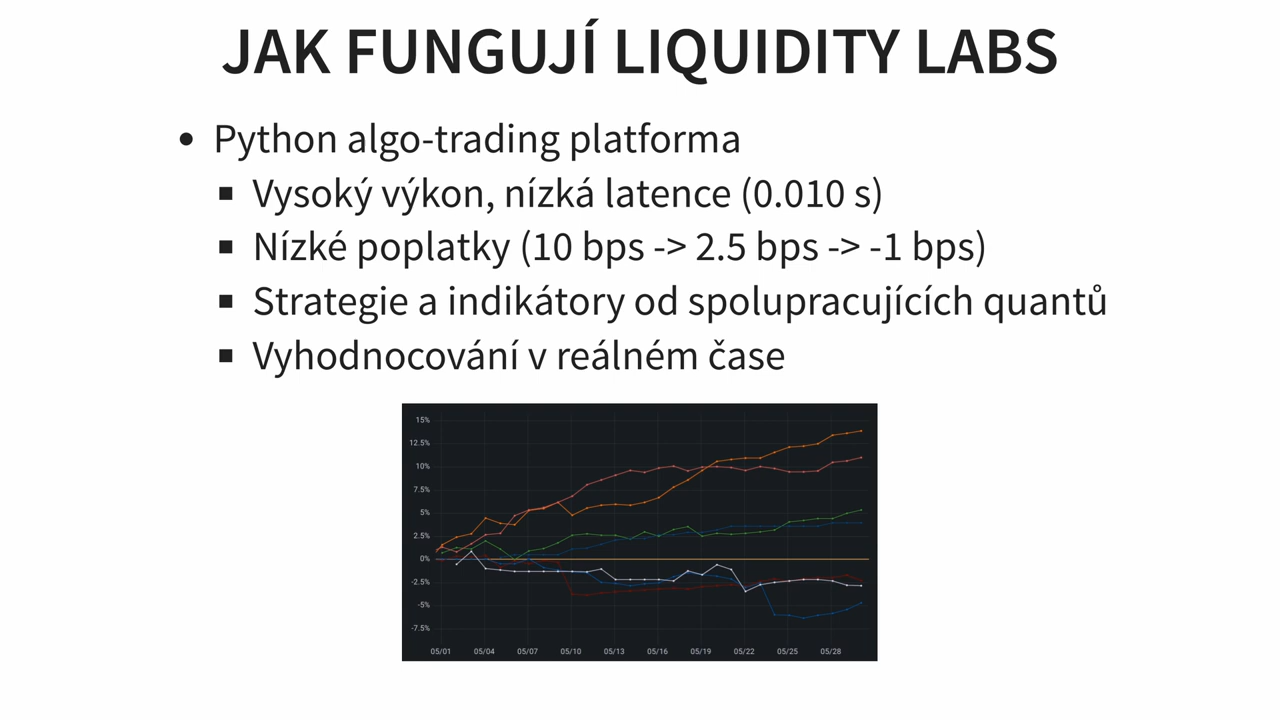 JAK FUNGUJÍ LIQUIDITY LABS
• Python algo-trading platforma
▪ Vysoký výkon, nízká latence (0.010 s)
▪ Nízké poplatky (10 bps -> 2.5 bps -> -1 bps)
▪ Strategie a indikátory od spolupracujících quantů
▪ Vyhodnocování v reálném čase
15%
12.5%
10%
7.5%
5%
2.5%
0%
-2.5%
-5%
-7.5%
05/01 05/04 05/07 05/10 05/13 05/16 05/19 05/22 05/25 05/28